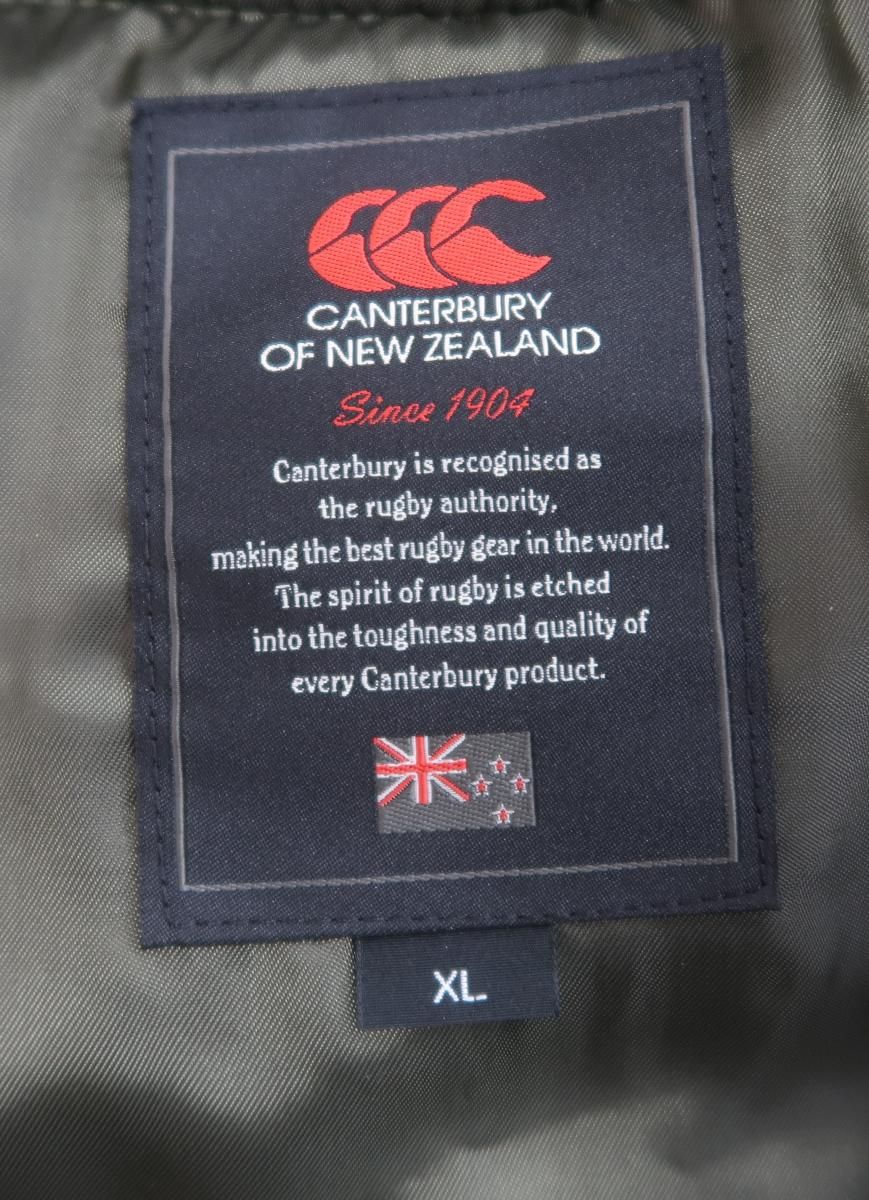 CANTERBURY
OF NEW ZEALAND
Since 1904
Canterbury is recognised as
the rugby authority,
making the best rugby gear in the world.
The spirit of rugby is etched
into the toughness and quality of
every Canterbury product.
XL